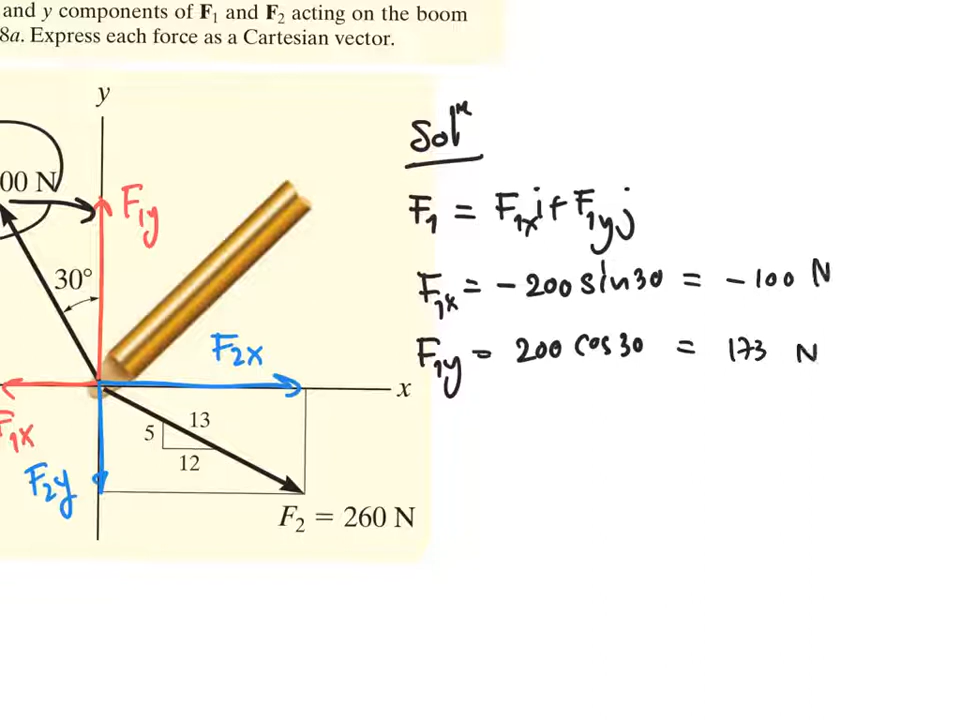 and y components of F₁ and F₂ acting on the boom
8a. Express each force as a Cartesian vector.
y
00 N
F₁y
30°
F₂x
x
F₁x
13
5
12
F₂y
F₂ = 260 N
Solⁿ
F₁ = F₁ₓi + F₁yj
F₁ₓ = - 200 sin30 = - 100 N
F₁y = 200 cos 30 = 173 N